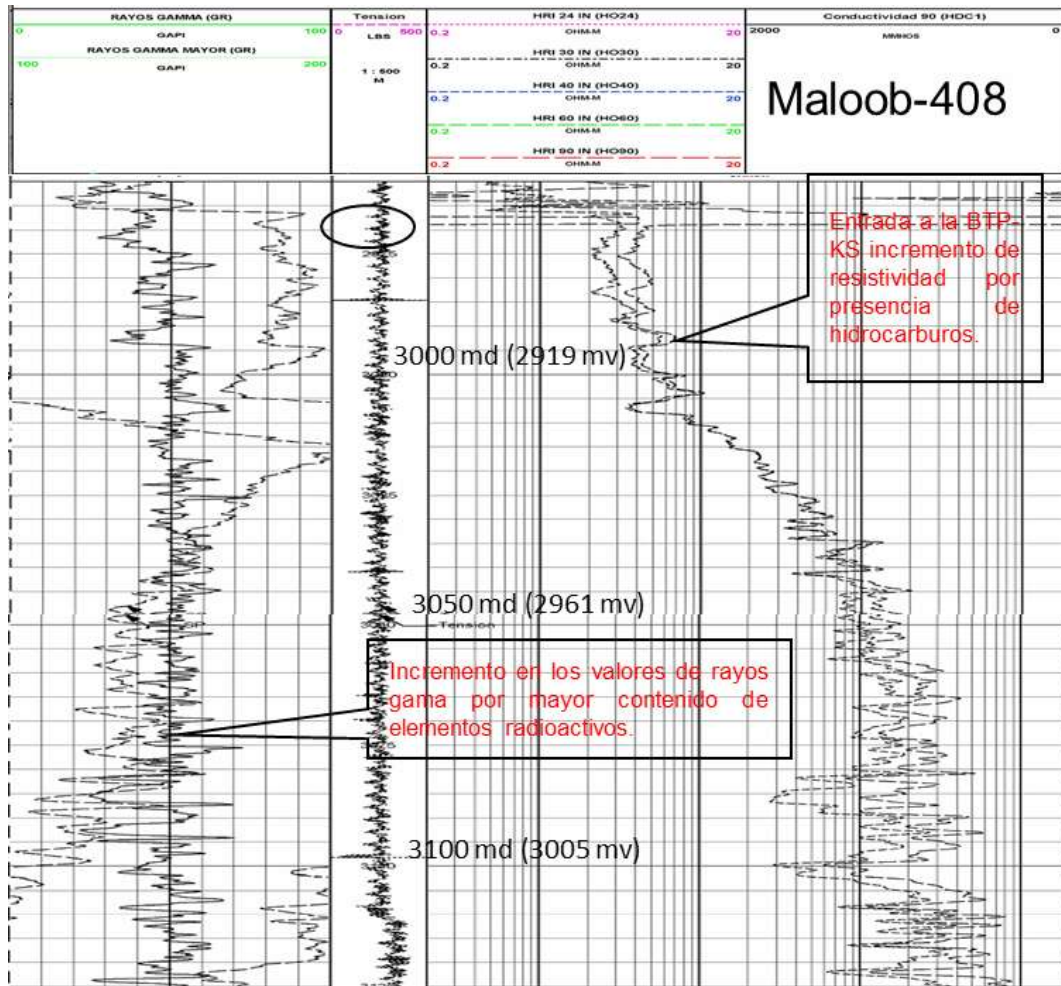 RAYOS GAMMA (GR)
0 GAPI 100
RAYOS GAMMA MAYOR (GR)
100 GAPI 200
Tension
0 LBS 500
1 : 500
M
HRI 24 IN (HO24)
0.2 OHM-M 20
HRI 30 IN (HO30)
0.2 OHM-M 20
HRI 40 IN (HO40)
0.2 OHM-M 20
HRI 60 IN (HO60)
0.2 OHM-M 20
HRI 90 IN (HO90)
0.2 OHM-M 20
Conductividad 90 (HDC1)
2000 MMHOS 0
Maloob-408
Entrada a la BTP-
KS incremento de
resistividad por
presencia de
hidrocarburos.
3000 md (2919 mv)
3050 md (2961 mv)
Tension
Incremento en los valores de rayos
gama por mayor contenido de
elementos radioactivos.
3100 md (3005 mv)